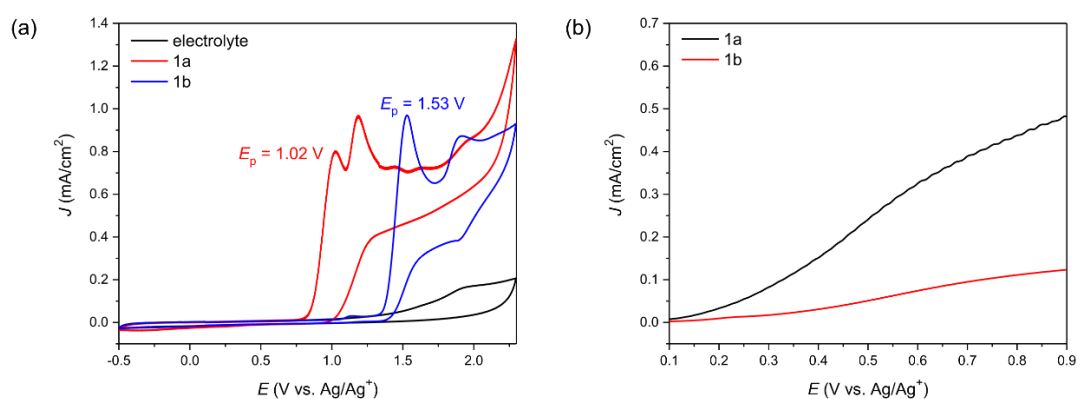 (a)
1.4
1.2
1.0
0.8
0.6
0.4
0.2
0.0
J (mA/cm²)
electrolyte
1a
1b
Eₚ = 1.53 V
Eₚ = 1.02 V
-0.5
0.0
0.5
1.0
1.5
2.0
E (V vs. Ag/Ag⁺)
(b)
0.7
0.6
0.5
0.4
0.3
0.2
0.1
0.0
J (mA/cm²)
1a
1b
0.1
0.2
0.3
0.4
0.5
0.6
0.7
0.8
0.9
E (V vs. Ag/Ag⁺)